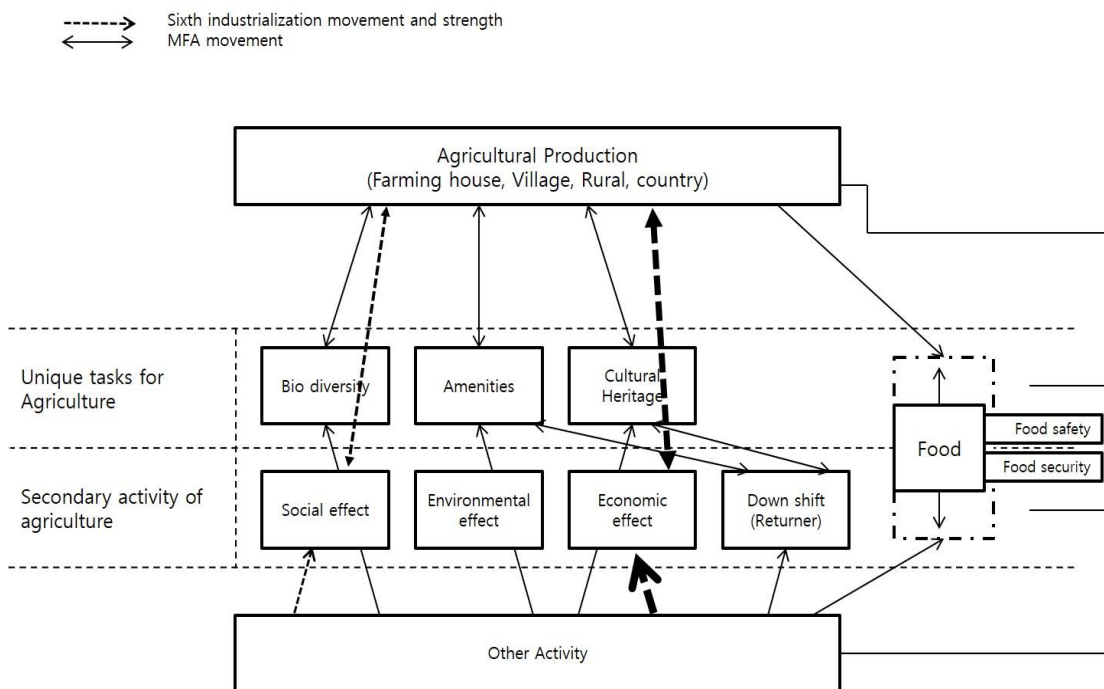 Sixth industrialization movement and strength
MFA movement
Agricultural Production
(Farming house, Village, Rural, country)
Unique tasks for
Agriculture
Bio diversity
Amenities
Cultural
Heritage
Food
Food safety
Food security
Secondary activity of
agriculture
Social effect
Environmental
effect
Economic
effect
Down shift
(Returner)
Other Activity